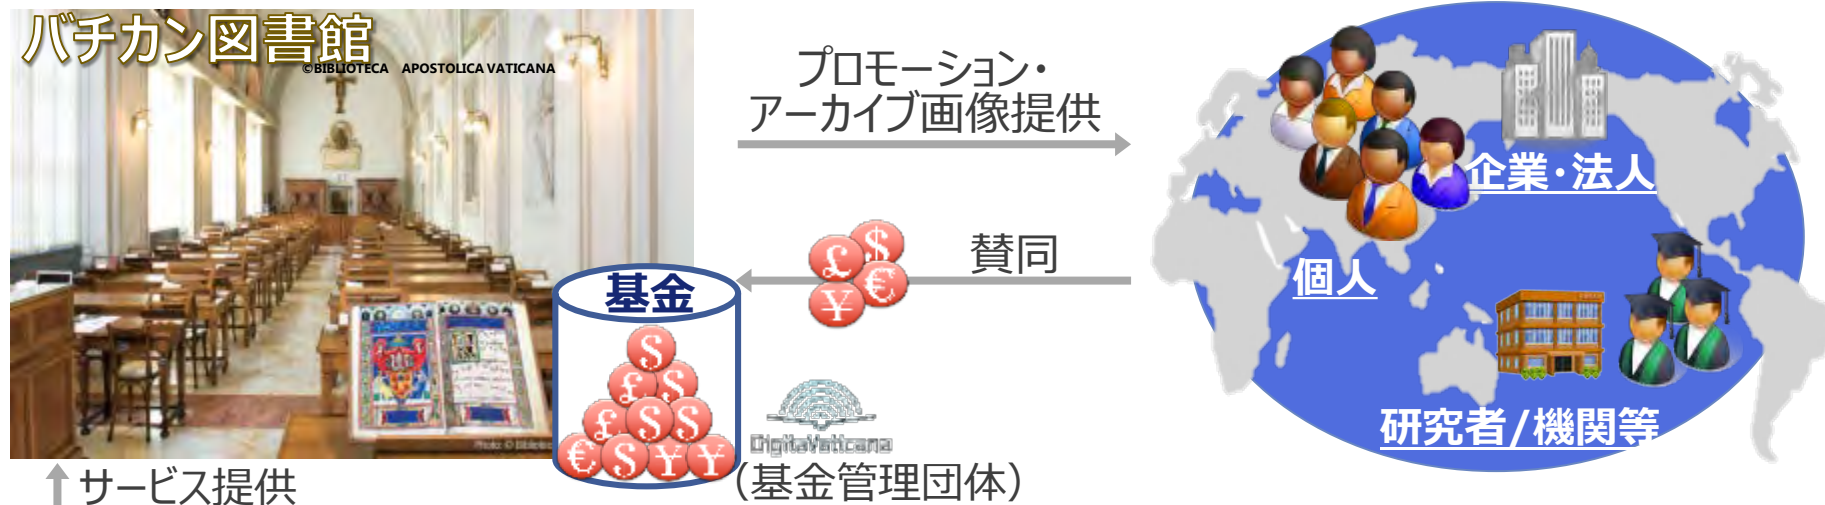 バチカン図書館
©BIBLIOTECA APOSTOLICA VATICANA
プロモーション・
アーカイブ画像提供
企業・法人
賛同
個人
基金
研究者/機関等
DigitaVaticana
(基金管理団体)
サービス提供